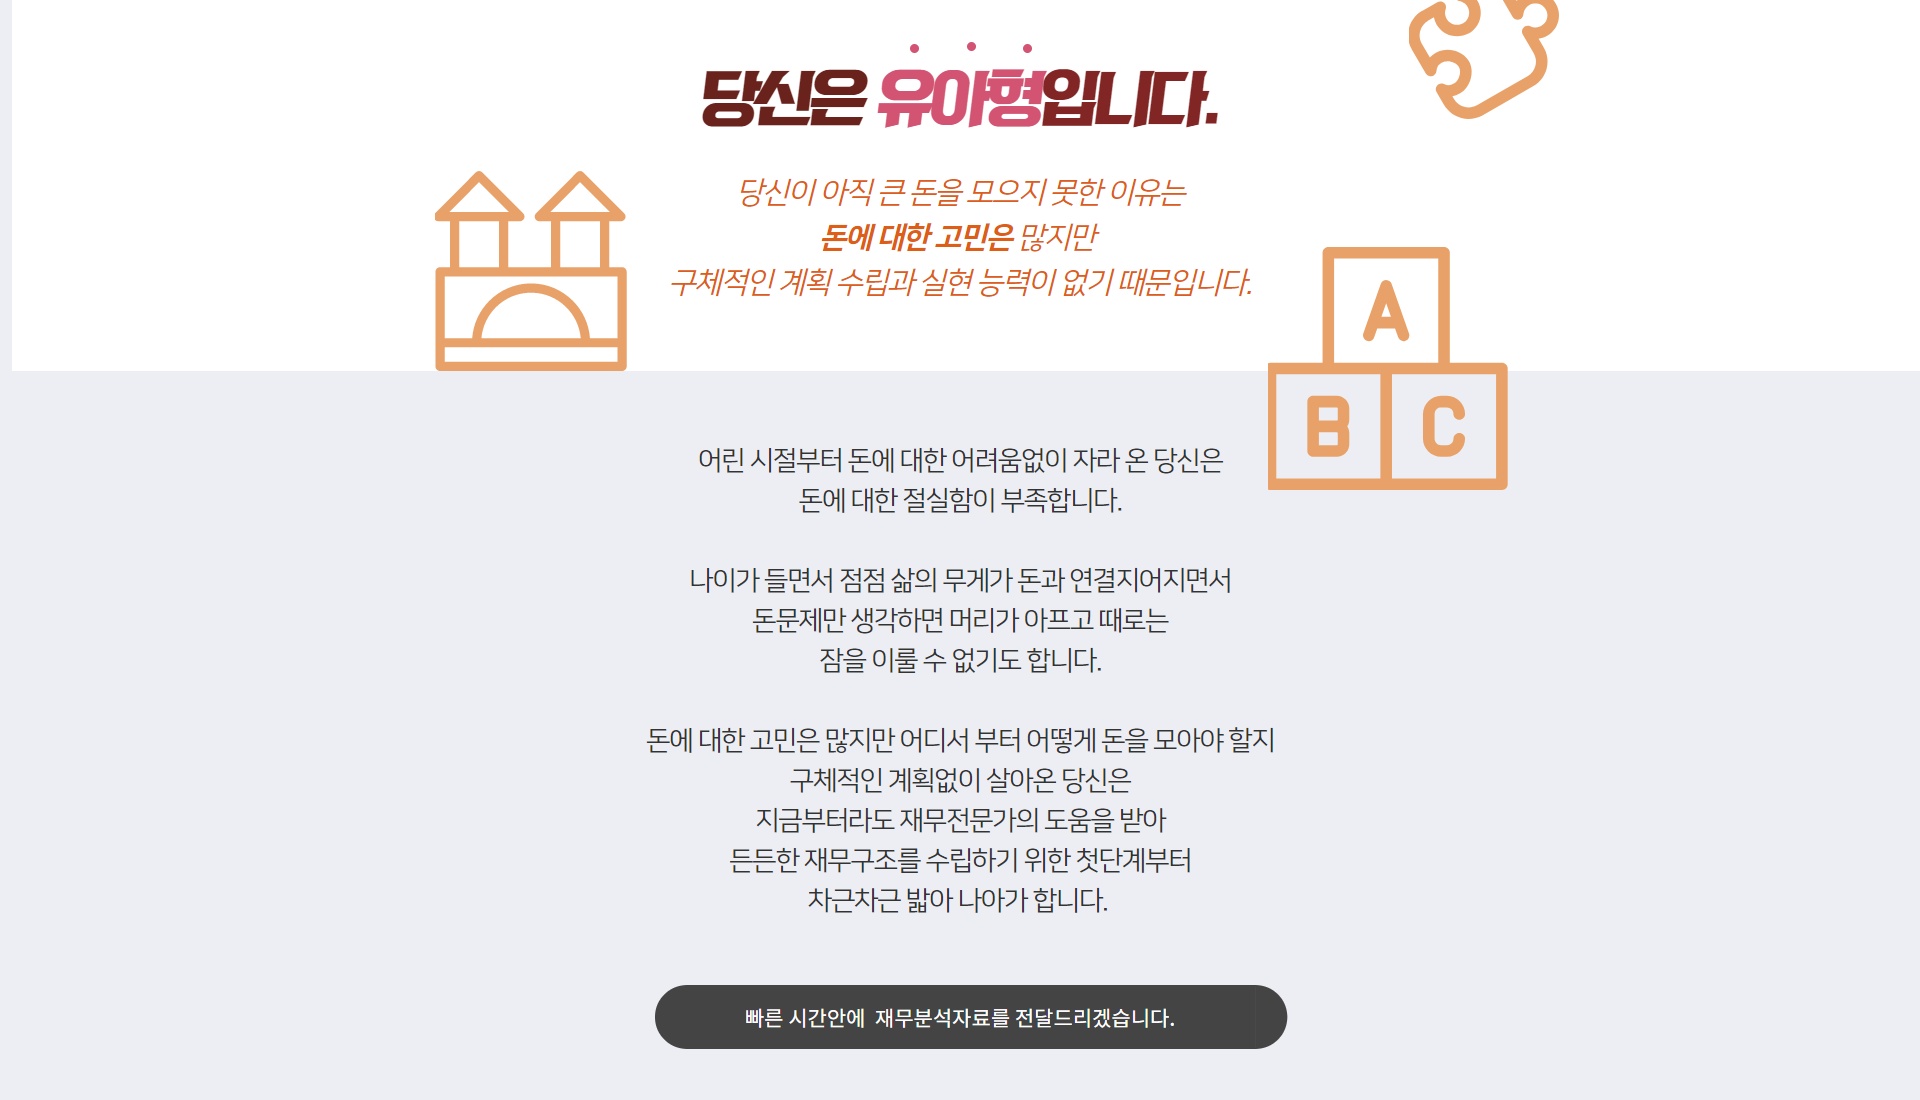 당신은 유아형입니다.
당신이 아직 큰 돈을 모으지 못한 이유는
돈에 대한 고민은 많지만
구체적인 계획 수립과 실현 능력이 없기 때문입니다.
A
B C
어린 시절부터 돈에 대한 어려움없이 자라 온 당신은
돈에 대한 절실함이 부족합니다.
나이가 들면서 점점 삶의 무게가 돈과 연결지어지면서
돈문제만 생각하면 머리가 아프고 때로는
잠을 이룰 수 없기도 합니다.
돈에 대한 고민은 많지만 어디서 부터 어떻게 돈을 모아야 할지
구체적인 계획없이 살아온 당신은
지금부터라도 재무전문가의 도움을 받아
든든한 재무구조를 수립하기 위한 첫단계부터
차근차근 밟아 나아가 합니다.
빠른 시간안에 재무분석자료를 전달드리겠습니다.